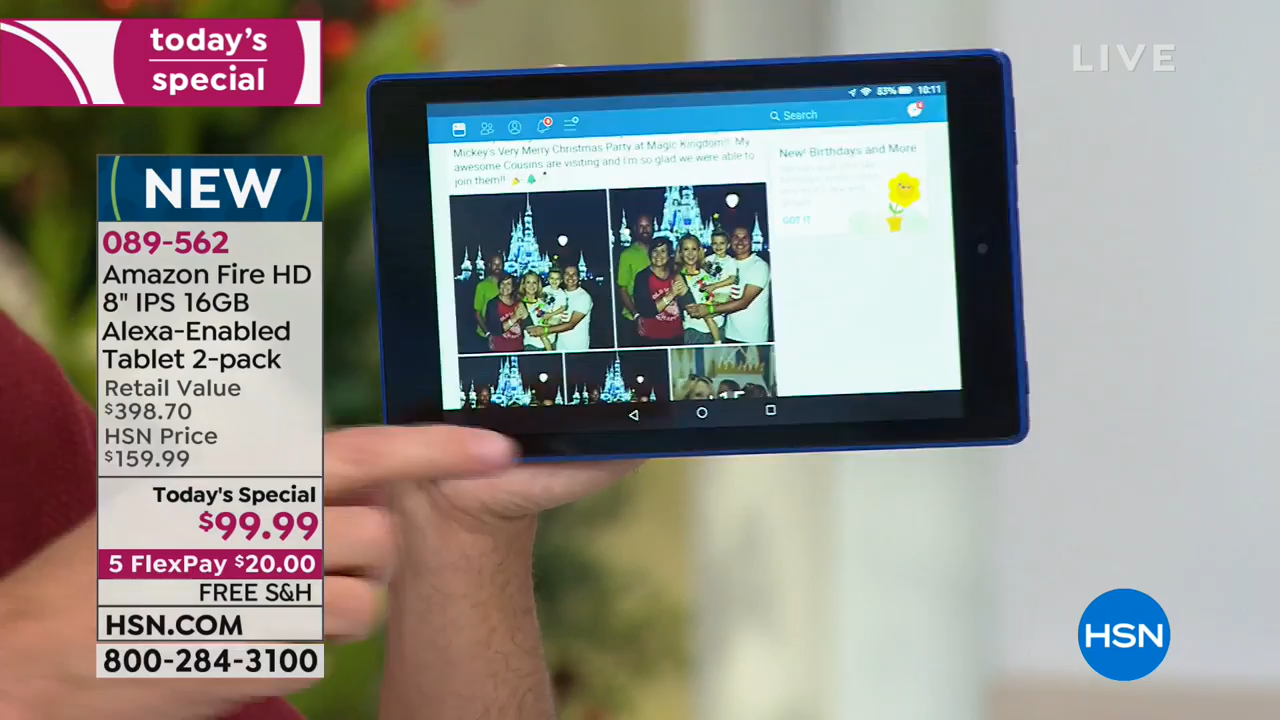 today's
special
LIVE
NEW
089-562
Amazon Fire HD
8" IPS 16GB
Alexa-Enabled
Tablet 2-pack
Retail Value
$398.70
HSN Price
$159.99
Today's Special
$99.99
5 FlexPay $20.00
FREE S&H
HSN.COM
800-284-3100
83% 10:11
Search
Mickey's Very Merry Christmas Party at Magic Kingdom!! My
awesome Cousins are visiting and I'm so glad we were able to
join them!!
New! Birthdays and More
GOT IT
+15
HSN